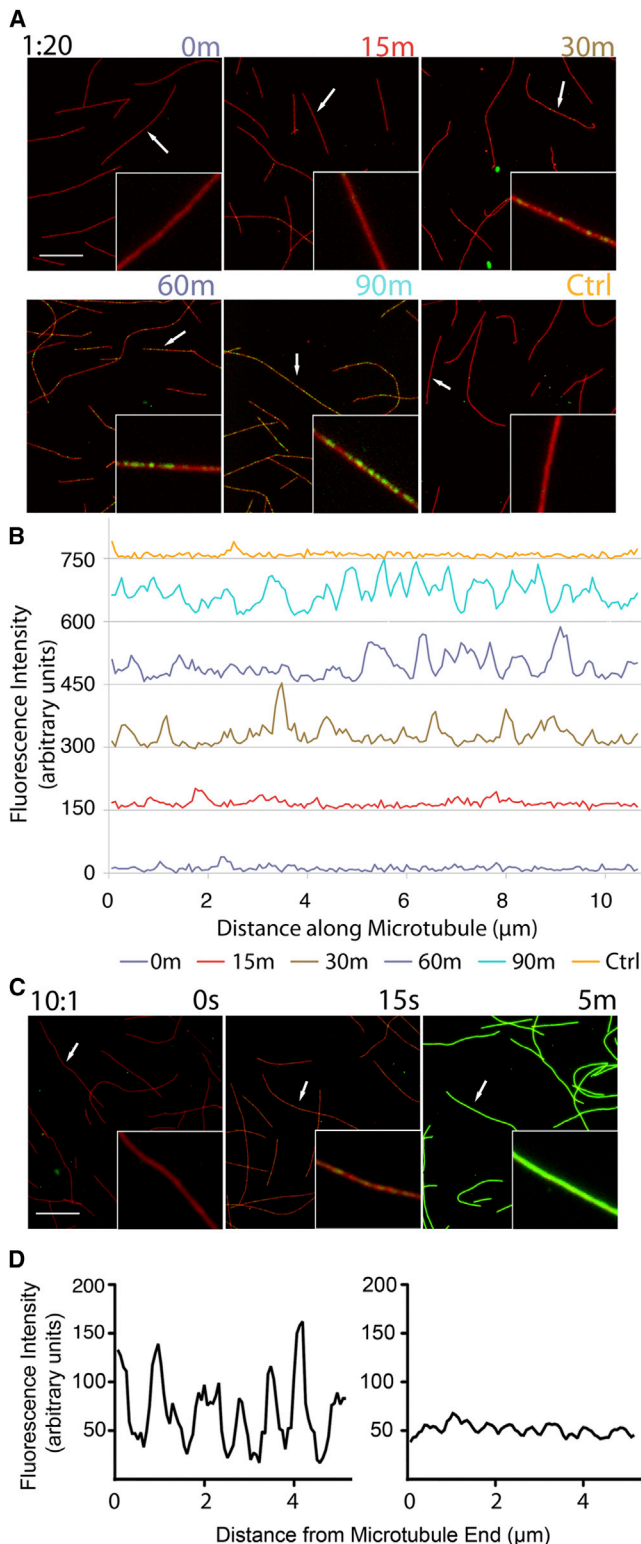 A
1:20 0m 15m 30m
60m 90m Ctrl
B
Fluorescence Intensity
(arbitrary units)
750
600
450
300
150
0
0 2 4 6 8 10
Distance along Microtubule (μm)
0m 15m 30m 60m 90m Ctrl
C
10:1 0s 15s 5m
D
Fluorescence Intensity
(arbitrary units)
200 200
150 150
100 100
50 50
0 2 4 0 2 4
Distance from Microtubule End (μm)